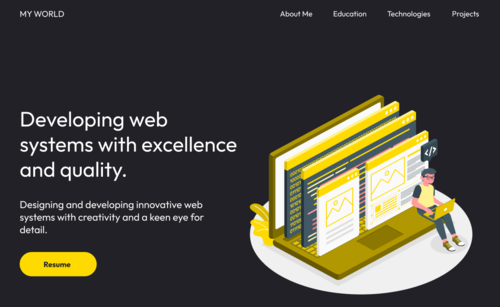 MY WORLD
About Me
Education
Technologies
Projects
Developing web
systems with excellence
and quality.
Designing and developing innovative web
systems with creativity and a keen eye for
detail.
Resume
</>